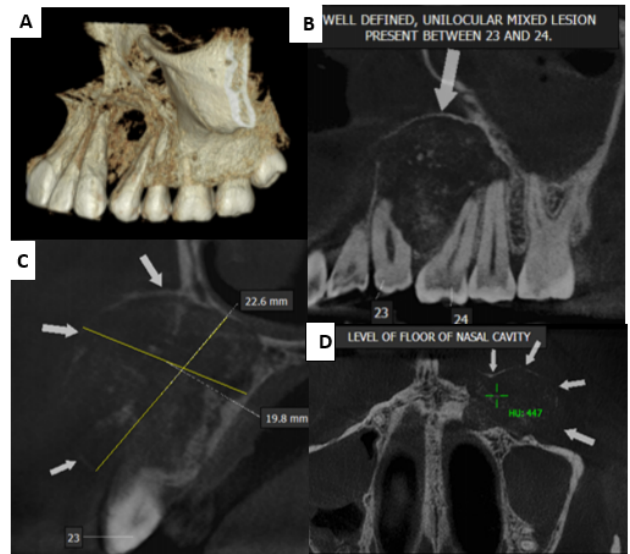 A
B
WELL DEFINED, UNILOCULAR MIXED LESION
PRESENT BETWEEN 23 AND 24.
23
24
C
22.6 mm
19.8 mm
23
D
LEVEL OF FLOOR OF NASAL CAVITY
HU: 447